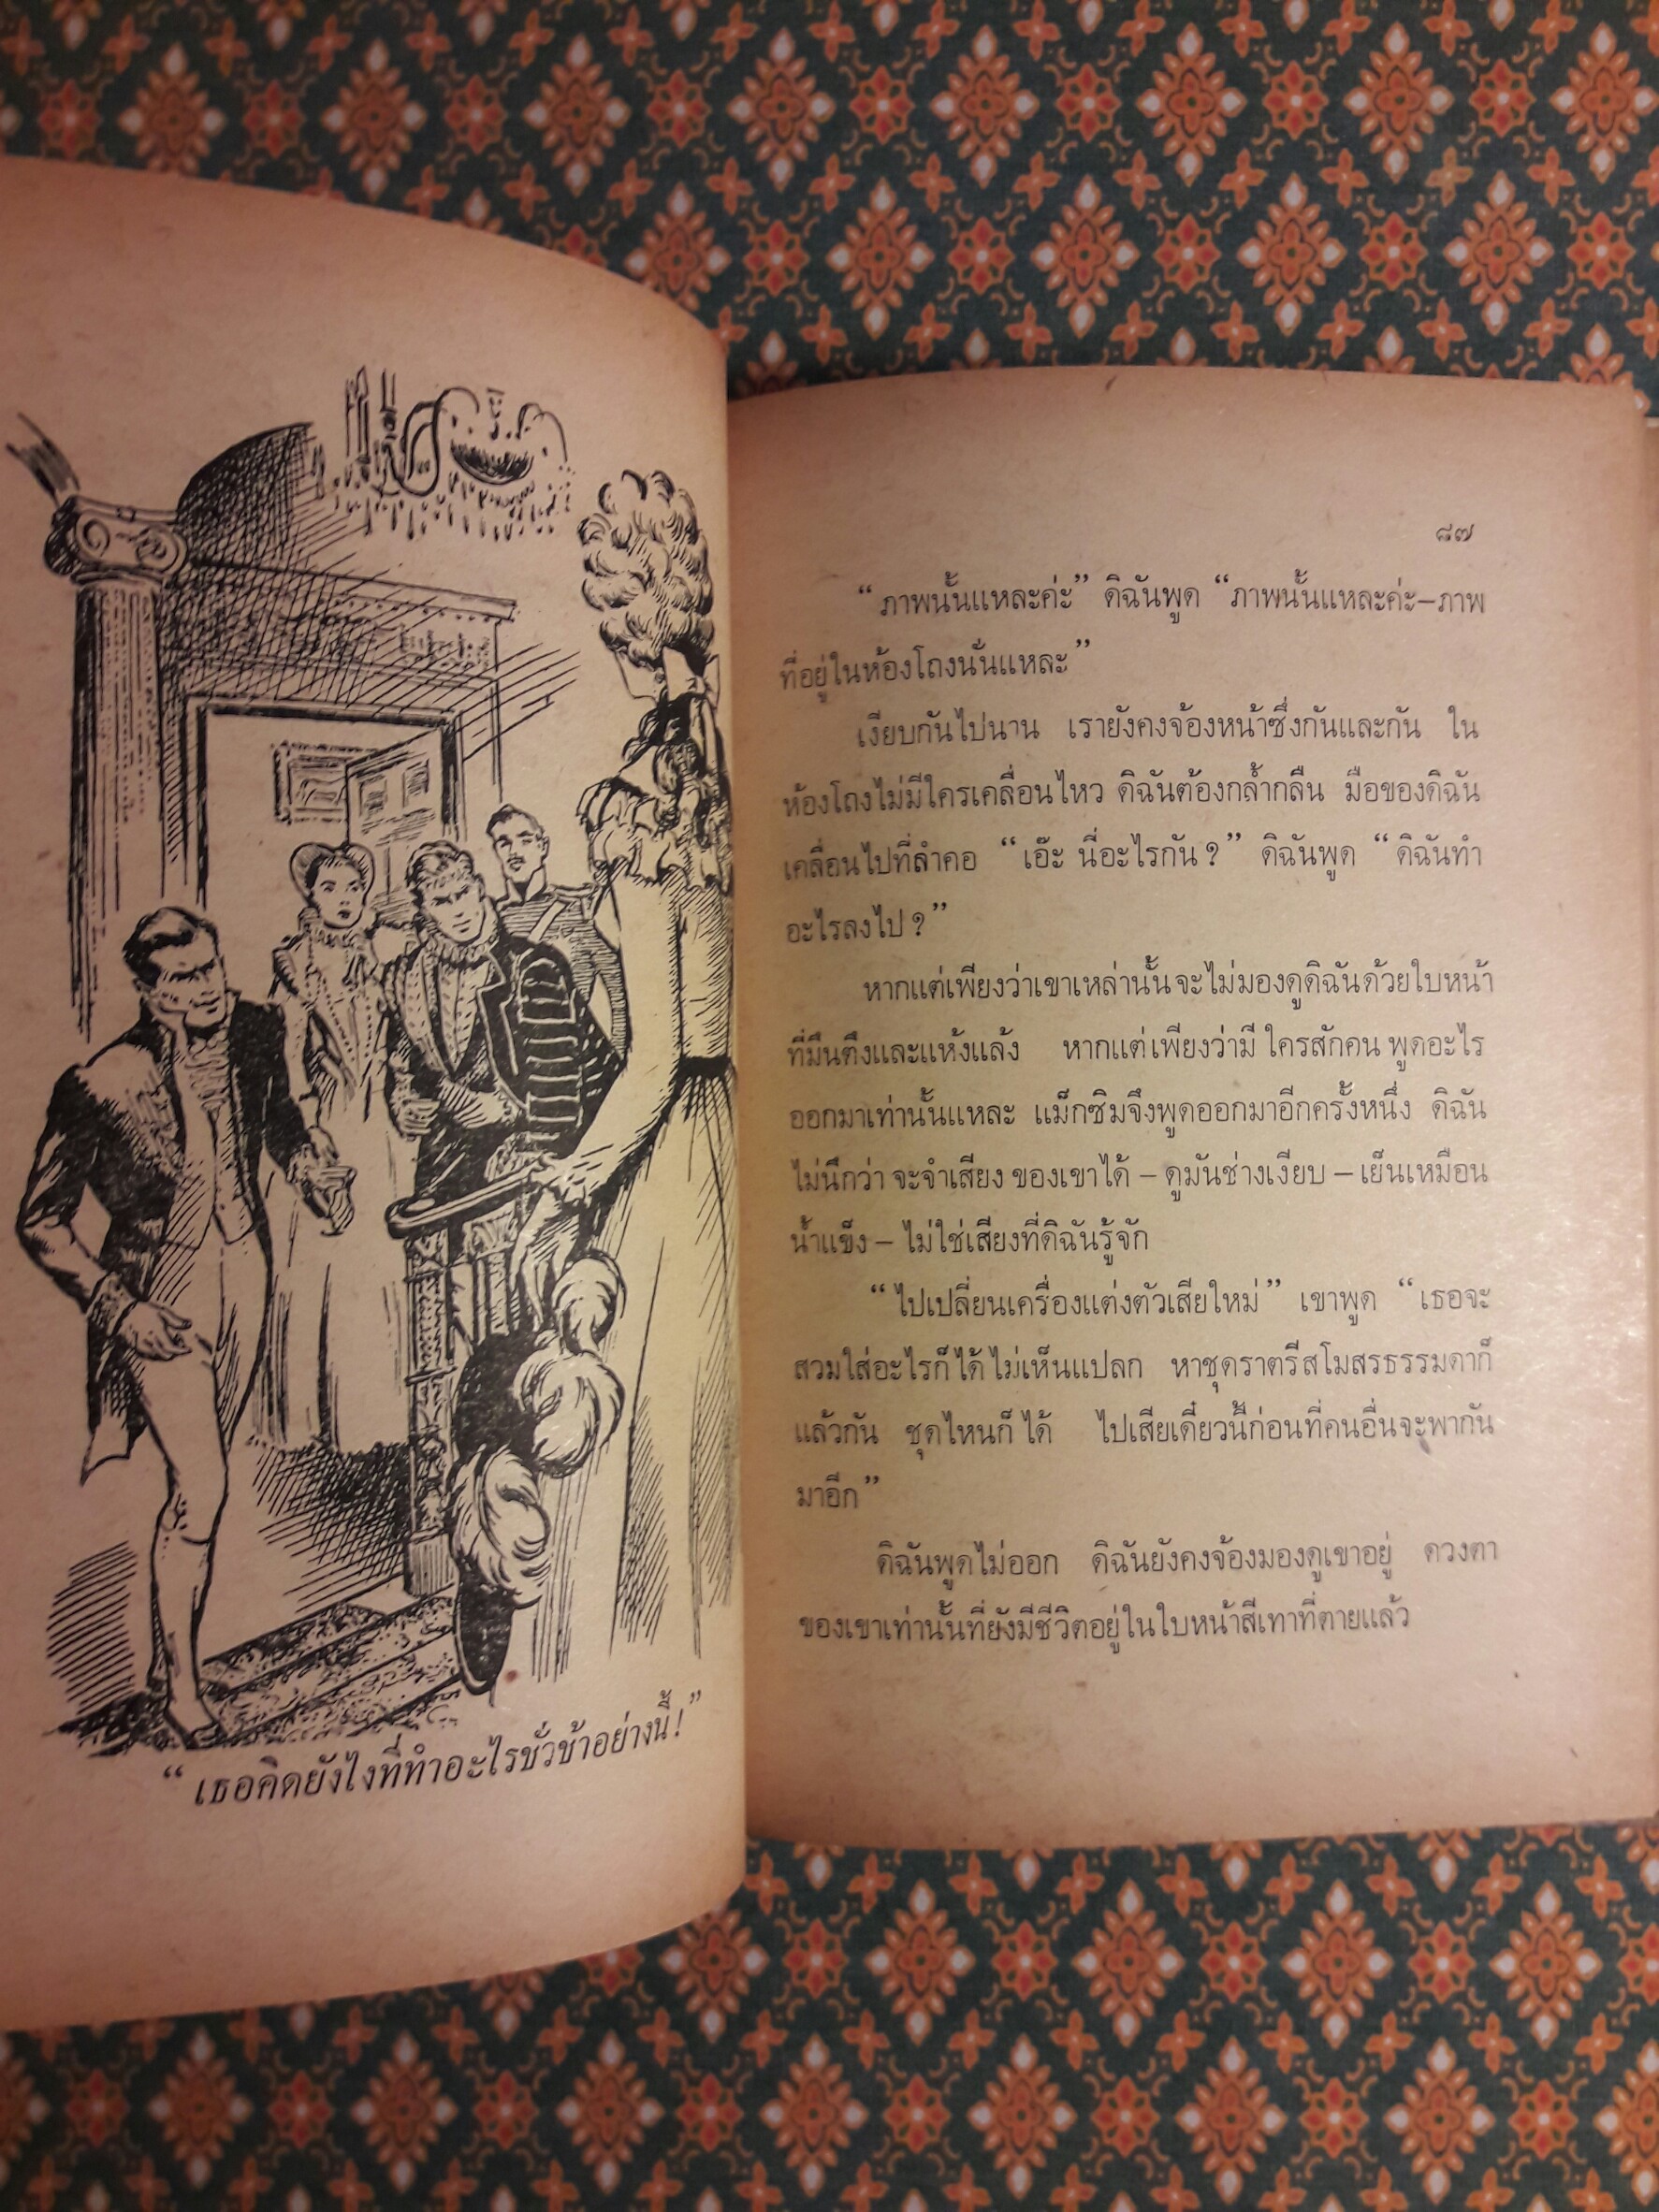 “ เธอคิดยังไงที่ทำอะไรชั่วช้าอย่างนี้! ”
๘๗
“ ภาพนั้นแหละค่ะ” ดิฉันพูด “ภาพนั้นแหละค่ะ–ภาพ
ที่อยู่ในห้องโถงนั่นแหละ”
เงียบกันไปนาน เรายังคงจ้องหน้าซึ่งกันและกัน ใน
ห้องโถงไม่มีใครเคลื่อนไหว ดิฉันต้องกล้ำกลืน มือของดิฉัน
เคลื่อนไปที่ลำคอ “เอ๊ะ นี่อะไรกัน ?” ดิฉันพูด “ดิฉันทำ
อะไรลงไป ?”
หากแต่เพียงว่าเขาเหล่านั้นจะไม่มองดูดิฉันด้วยใบหน้า
ที่มึนตึงและแห้งแล้ง หากแต่เพียงว่ามี ใครสักคน พูดอะไร
ออกมาเท่านั้นแหละ แม็กซิมจึงพูดออกมาอีกครั้งหนึ่ง ดิฉัน
ไม่นึกว่า จะจำเสียง ของเขาได้ – ดูมันช่างเงียบ – เย็นเหมือน
น้ำแข็ง – ไม่ใช่เสียงที่ดิฉันรู้จัก
“ ไปเปลี่ยนเครื่องแต่งตัวเสียใหม่” เขาพูด “เธอจะ
สวมใส่อะไรก็ได้ ไม่เห็นแปลก หาชุดราตรีสโมสรธรรมดาก็
แล้วกัน ชุดไหนก็ ได้ ไปเสียเดี๋ยวนี้ก่อนที่คนอื่นจะพากัน
มาอีก”
ดิฉันพูดไม่ออก ดิฉันยังคงจ้องมองดูเขาอยู่ ดวงตา
ของเขาเท่านั้นที่ยังมีชีวิตอยู่ในใบหน้าสีเทาที่ตายแล้ว